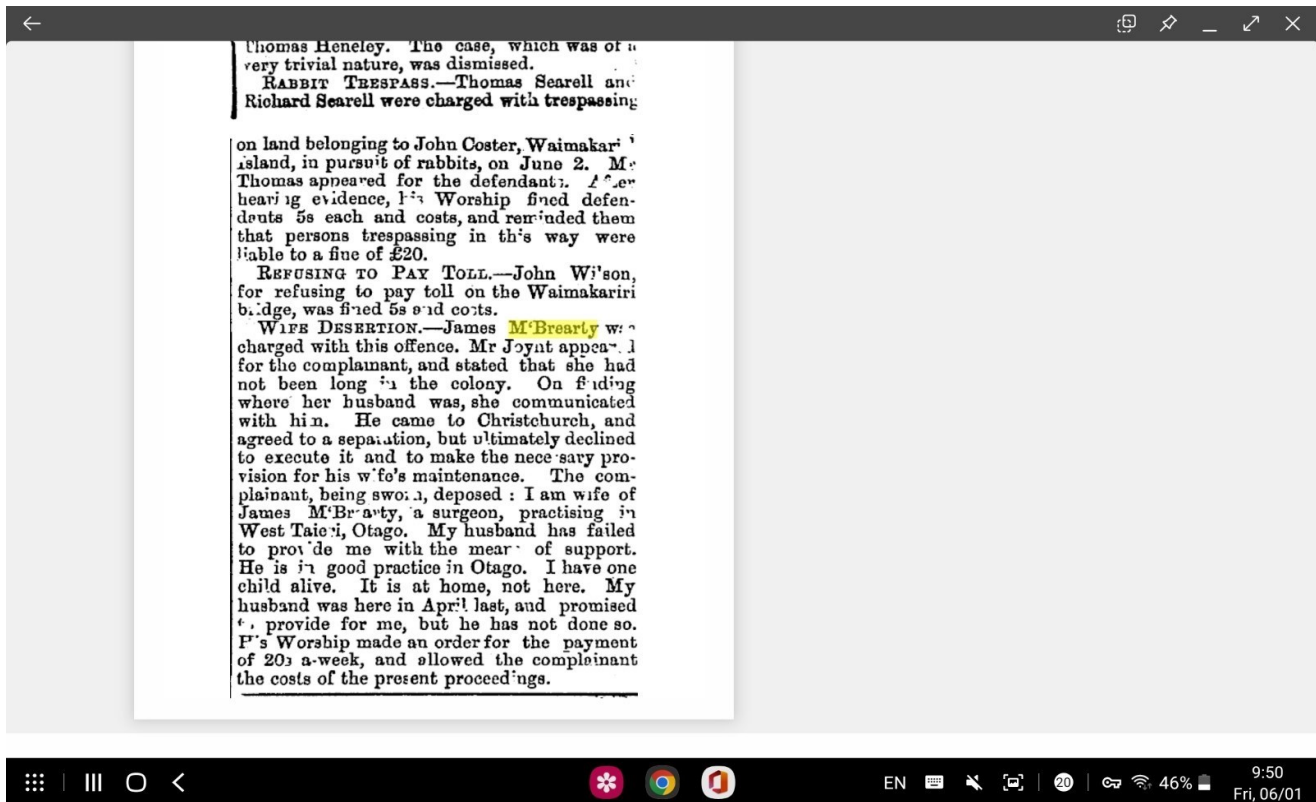 Thomas Heneley. The case, which was of a
very trivial nature, was dismissed.
RABBIT TRESPASS.—Thomas Searell and
Richard Searell were charged with trespassing
on land belonging to John Coster, Waimakari
island, in pursuit of rabbits, on June 2. Mr
Thomas appeared for the defendants. After
hearing evidence, his Worship fined defen-
dants 5s each and costs, and reminded them
that persons trespassing in this way were
liable to a fine of £20.
REFUSING TO PAY TOLL.—John Wilson,
for refusing to pay toll on the Waimakariri
bridge, was fined 5s and costs.
WIFE DESERTION.—James M'Brearty was
charged with this offence. Mr Joynt appeared
for the complainant, and stated that she had
not been long in the colony. On finding
where her husband was, she communicated
with him. He came to Christchurch, and
agreed to a separation, but ultimately declined
to execute it and to make the necessary pro-
vision for his wife's maintenance. The com-
plainant, being sworn, deposed : I am wife of
James M'Brearty, a surgeon, practising in
West Taieri, Otago. My husband has failed
to provide me with the means of support.
He is in good practice in Otago. I have one
child alive. It is at home, not here. My
husband was here in April last, and promised
to provide for me, but he has not done so.
His Worship made an order for the payment
of 20s a-week, and allowed the complainant
the costs of the present proceedings.
EN 20 46% 9:50
Fri, 06/01